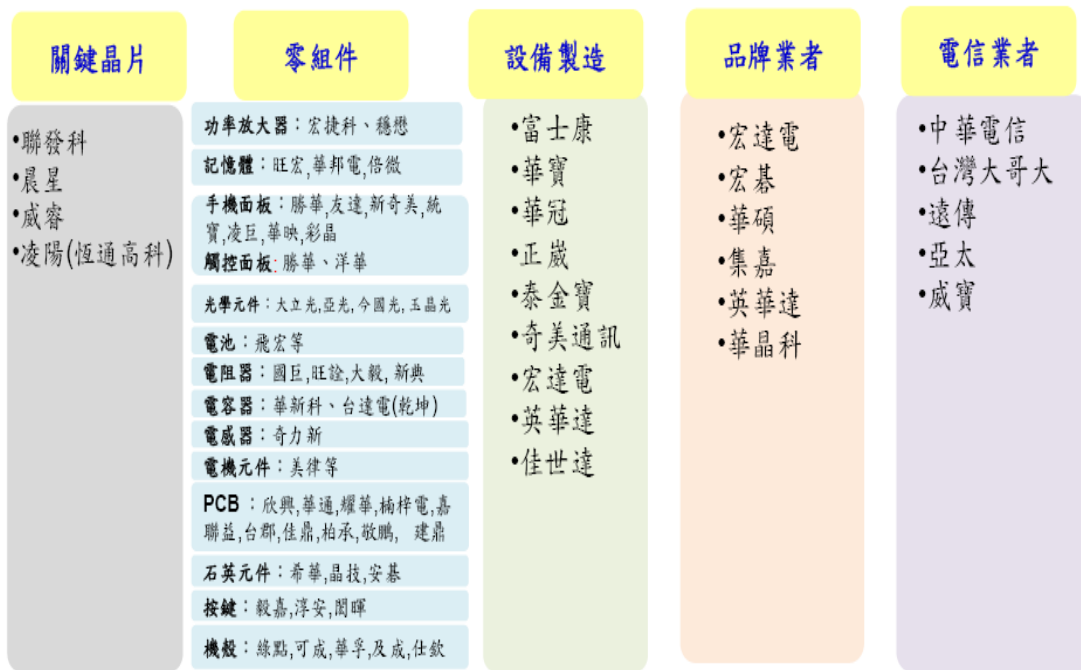 關鍵晶片
•聯發科
•晨星
•威睿
•凌陽(恆通高科)
零組件
功率放大器：宏捷科、穩懋
記憶體：旺宏,華邦電,倍微
手機面板：勝華,友達,新奇美,統
寶,凌巨,華映,彩晶
觸控面板:勝華、洋華
光學元件：大立光,亞光,今國光,玉晶光
電池：飛宏等
電阻器：國巨,旺詮,大毅, 新典
電容器：華新科、台達電(乾坤)
電感器：奇力新
電機元件：美律等
PCB：欣興,華通,耀華,楠梓電,嘉
聯益,台郡,佳鼎,柏承,敬鵬, 建鼎
石英元件：希華,晶技,安碁
按鍵：毅嘉,淳安,閎暉
機殼：綠點,可成,華孚,及成,仕欽
設備製造
•富士康
•華寶
•華冠
•正崴
•泰金寶
•奇美通訊
•宏達電
•英華達
•佳世達
品牌業者
•宏達電
•宏碁
•華碩
•集嘉
•英華達
•華晶科
電信業者
•中華電信
•台灣大哥大
•遠傳
•亞太
•威寶